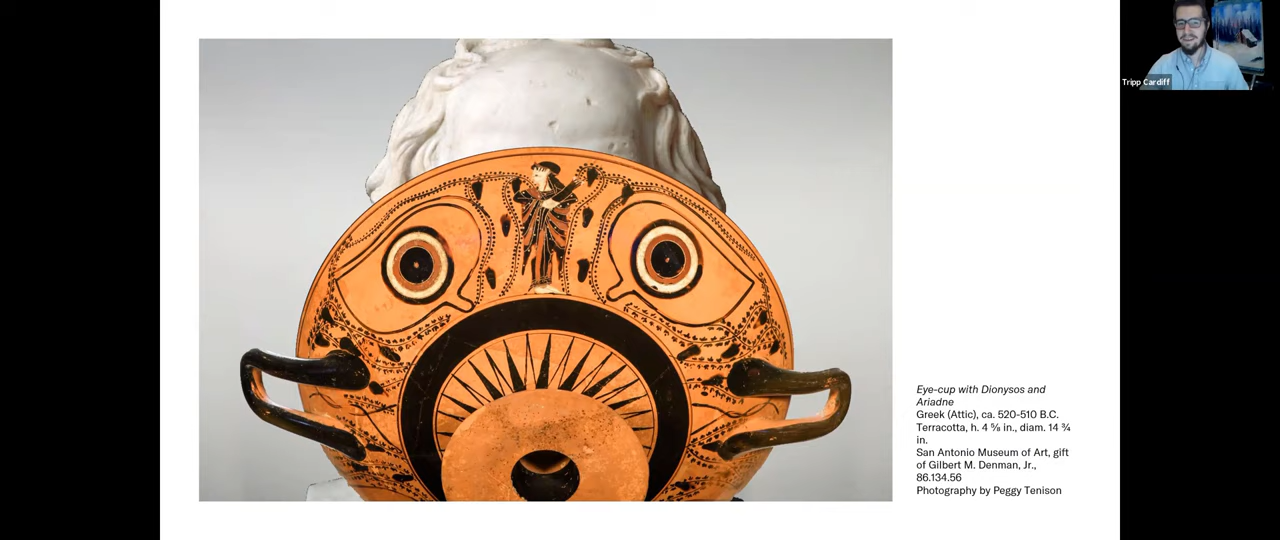 Tripp Cardiff
Eye-cup with Dionysos and
Ariadne
Greek (Attic), ca. 520-510 B.C.
Terracotta, h. 4 ⅝ in., diam. 14 ¾
in.
San Antonio Museum of Art, gift
of Gilbert M. Denman, Jr.,
86.134.56
Photography by Peggy Tenison